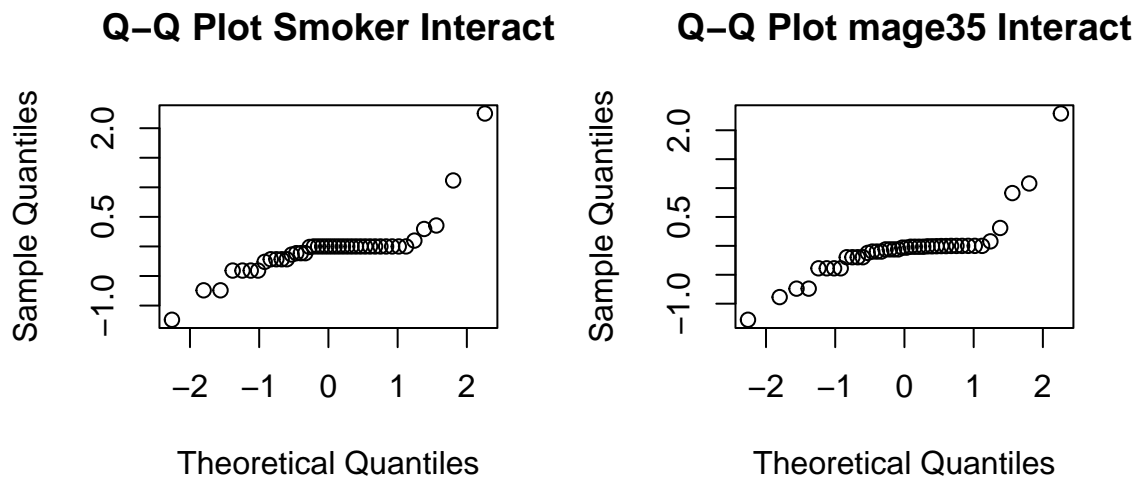 Q−Q Plot Smoker Interact
Sample Quantiles
−1.0 0.5 2.0
−2 −1 0 1 2
Theoretical Quantiles
Q−Q Plot mage35 Interact
Sample Quantiles
−1.0 0.5 2.0
−2 −1 0 1 2
Theoretical Quantiles